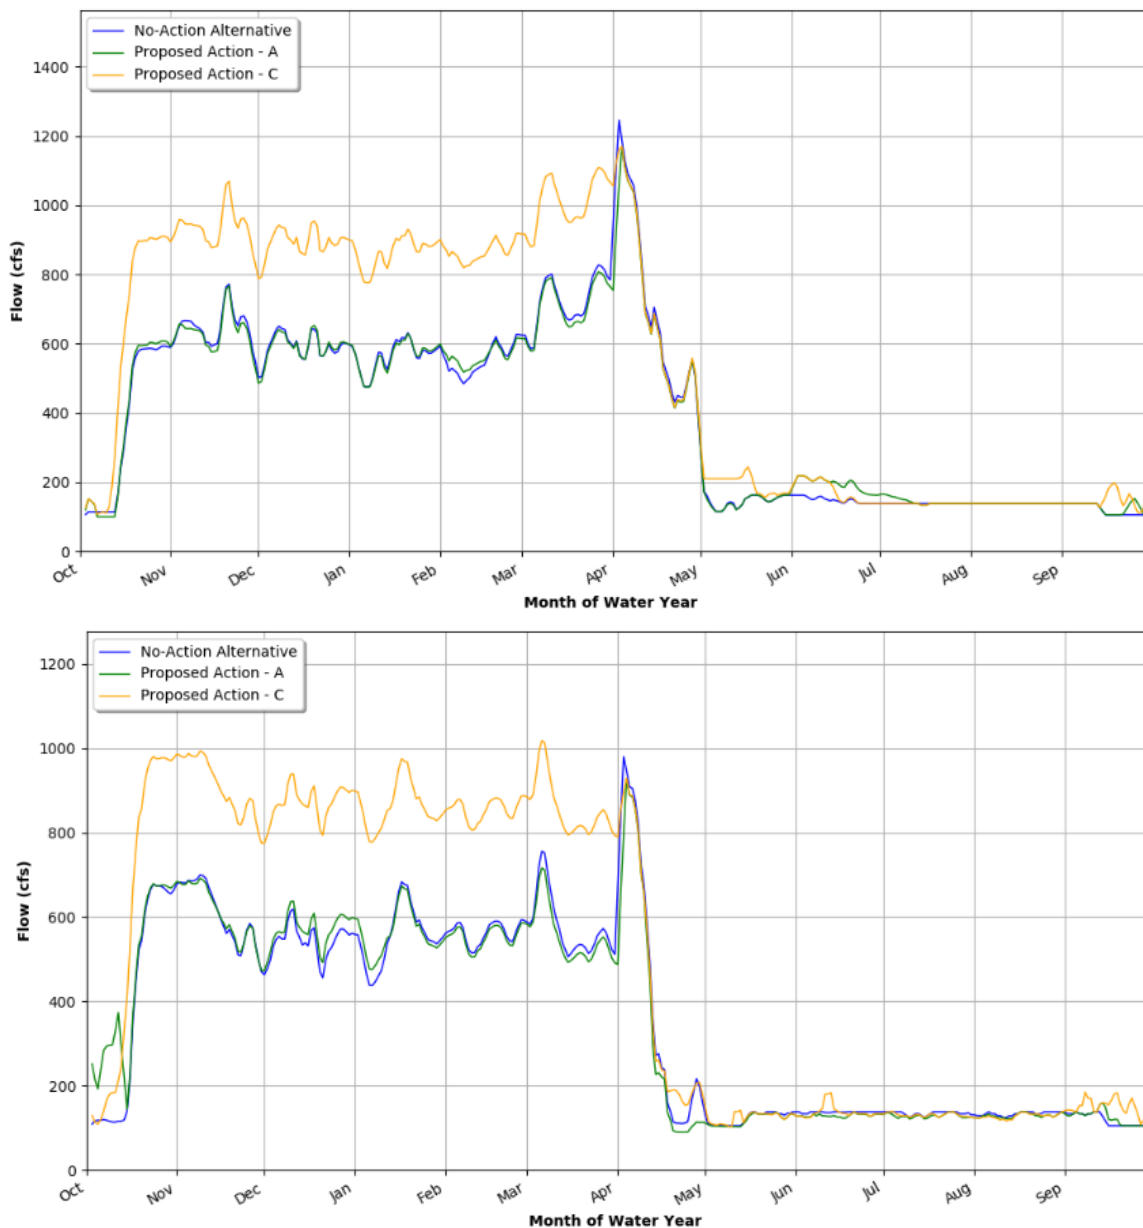 No-Action Alternative
Proposed Action - A
Proposed Action - C
1400
1200
1000
800
600
400
200
0
Flow (cfs)
Oct Nov Dec Jan Feb Mar Apr May Jun Jul Aug Sep
Month of Water Year
No-Action Alternative
Proposed Action - A
Proposed Action - C
1200
1000
800
600
400
200
0
Flow (cfs)
Oct Nov Dec Jan Feb Mar Apr May Jun Jul Aug Sep
Month of Water Year